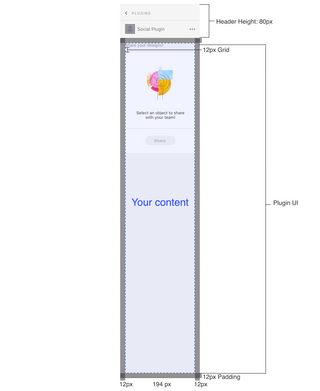 PLUGINS
Header Height: 80px
Social Plugin
Share your designs!
12px Grid
Select an object to share
with your team!
Share
Your content
Plugin UI
12px Padding
12px
194 px
12px